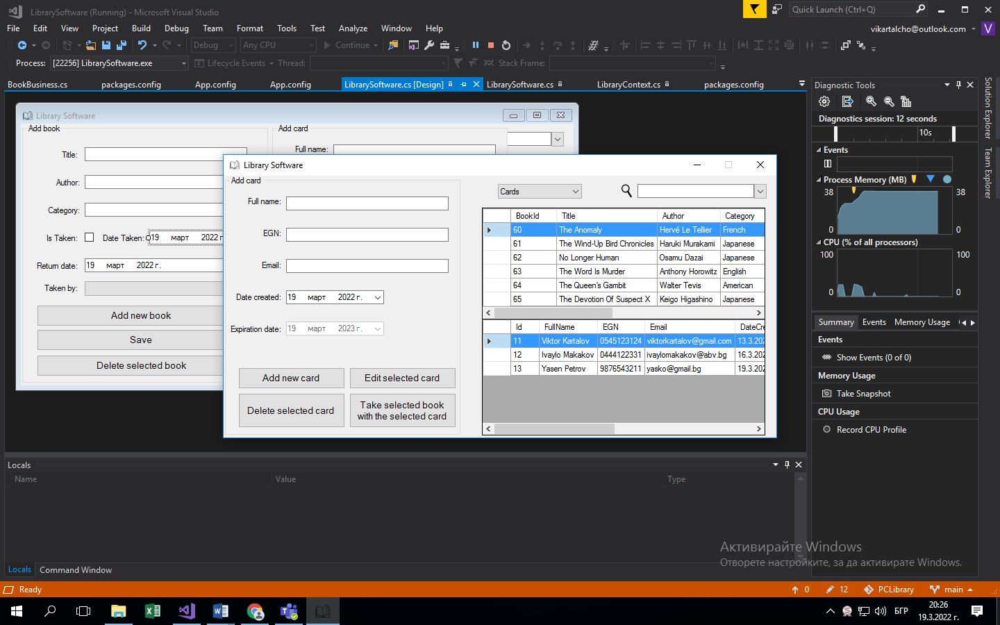 LibrarySoftware (Running) - Microsoft Visual Studio
Quick Launch (Ctrl+Q)
File Edit View Project Build Debug Team Format Tools Test Analyze Window Help
vikartalcho@outlook.com V
Debug Any CPU Continue
Process: [22256] LibrarySoftware.exe Lifecycle Events Thread: Stack Frame:
BookBusiness.cs packages.config App.config App.config LibrarySoftware.cs [Design] LibrarySoftware.cs LibraryContext.cs packages.config
Library Software
Add book
Title:
Author:
Category:
Is Taken: Date Taken: 19 март 2022 г
Return date: 19 март 2022 г.
Taken by:
Add new book
Save
Delete selected book
Add card
Full name:
Library Software
Add card
Full name:
EGN:
Email:
Date created: 19 март 2022 г.
Expiration date: 19 март 2023 г.
Add new card Edit selected card
Delete selected card Take selected book
with the selected card
Cards
BookId Title Author Category
60 The Anomaly Hervé Le Tellier French
61 The Wind-Up Bird Chronicles Haruki Murakami Japanese
62 No Longer Human Osamu Dazai Japanese
63 The Word Is Murder Anthony Horowitz English
64 The Queen's Gambit Walter Tevis American
65 The Devotion Of Suspect X Keigo Higashino Japanese
Id FullName EGN Email DateCre
11 Viktor Kartalov 0545123124 viktorkartalov@gmail.com 13.3.202
12 Ivaylo Makakov 0444122331 ivaylomakakov@abv.bg 16.3.202
13 Yasen Petrov 9876543211 yasko@gmail.bg 19.3.202
Diagnostic Tools
Diagnostics session: 12 seconds
10s
Events
Process Memory (MB)
38 38
0 0
CPU (% of all processors)
100 100
0 0
Summary Events Memory Usage
Events
Show Events (0 of 0)
Memory Usage
Take Snapshot
CPU Usage
Record CPU Profile
Solution Explorer
Team Explorer
Locals
Name Value Type
Locals Command Window
Активирайте Windows
Отворете настройките, за да активирате Windows.
Ready 0 12 PCLibrary main
БГР 20:26
19.3.2022 г.